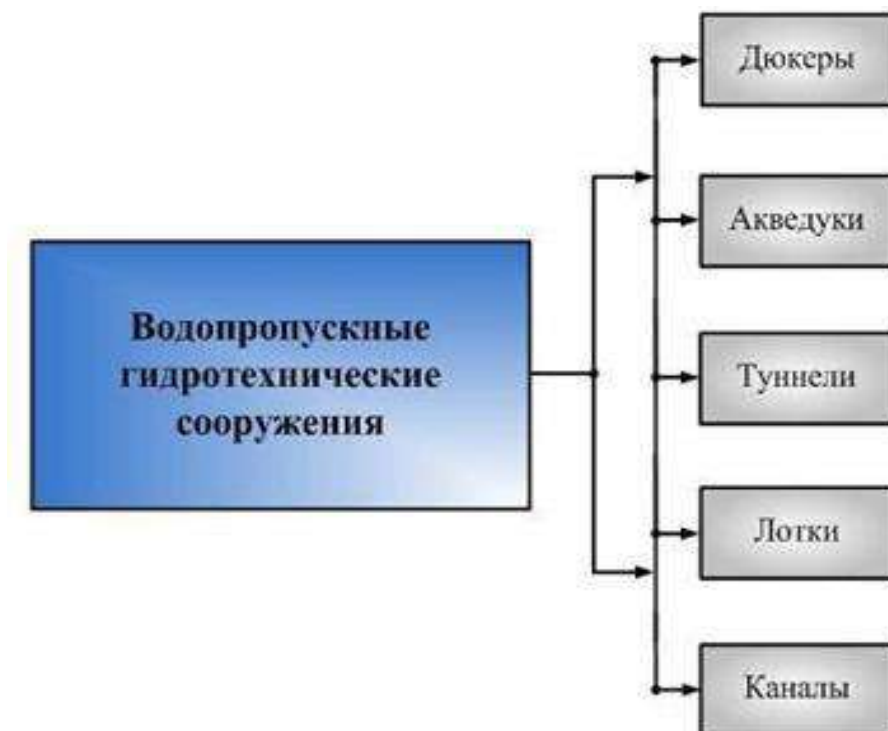 Водопропускные
гидротехнические
сооружения
Дюкеры
Акведуки
Туннели
Лотки
Каналы